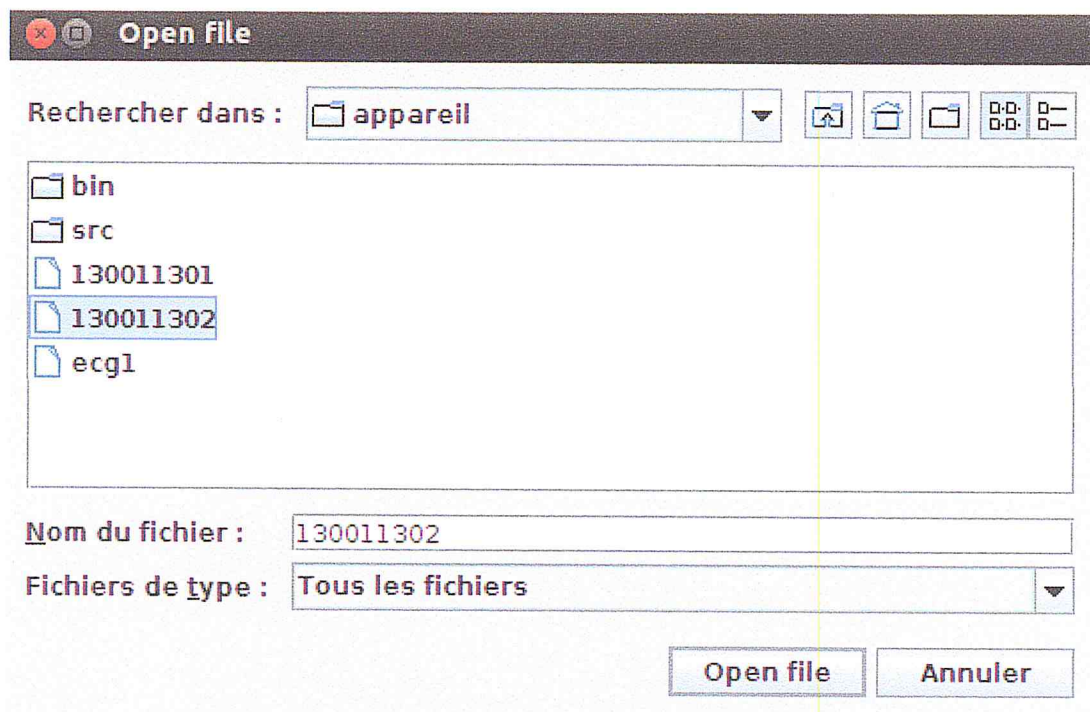 Open file
Rechercher dans : appareil
bin
src
130011301
130011302
ecg1
Nom du fichier : 130011302
Fichiers de type : Tous les fichiers
Open file Annuler